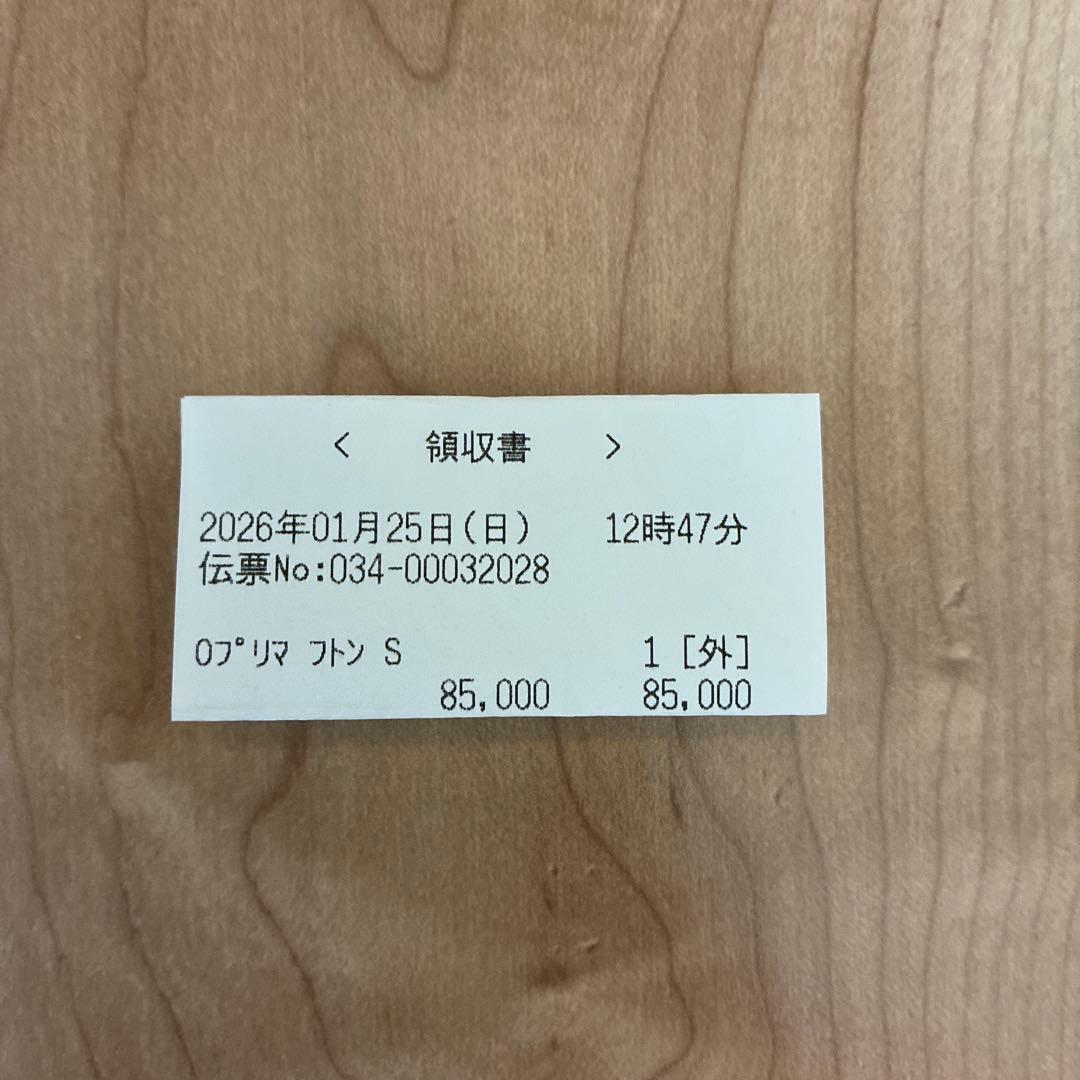 < 領収書 >
2026年01月25日(日) 12時47分
伝票No:034-00032028
Oプリマ フトン S 1 [外]
85,000 85,000